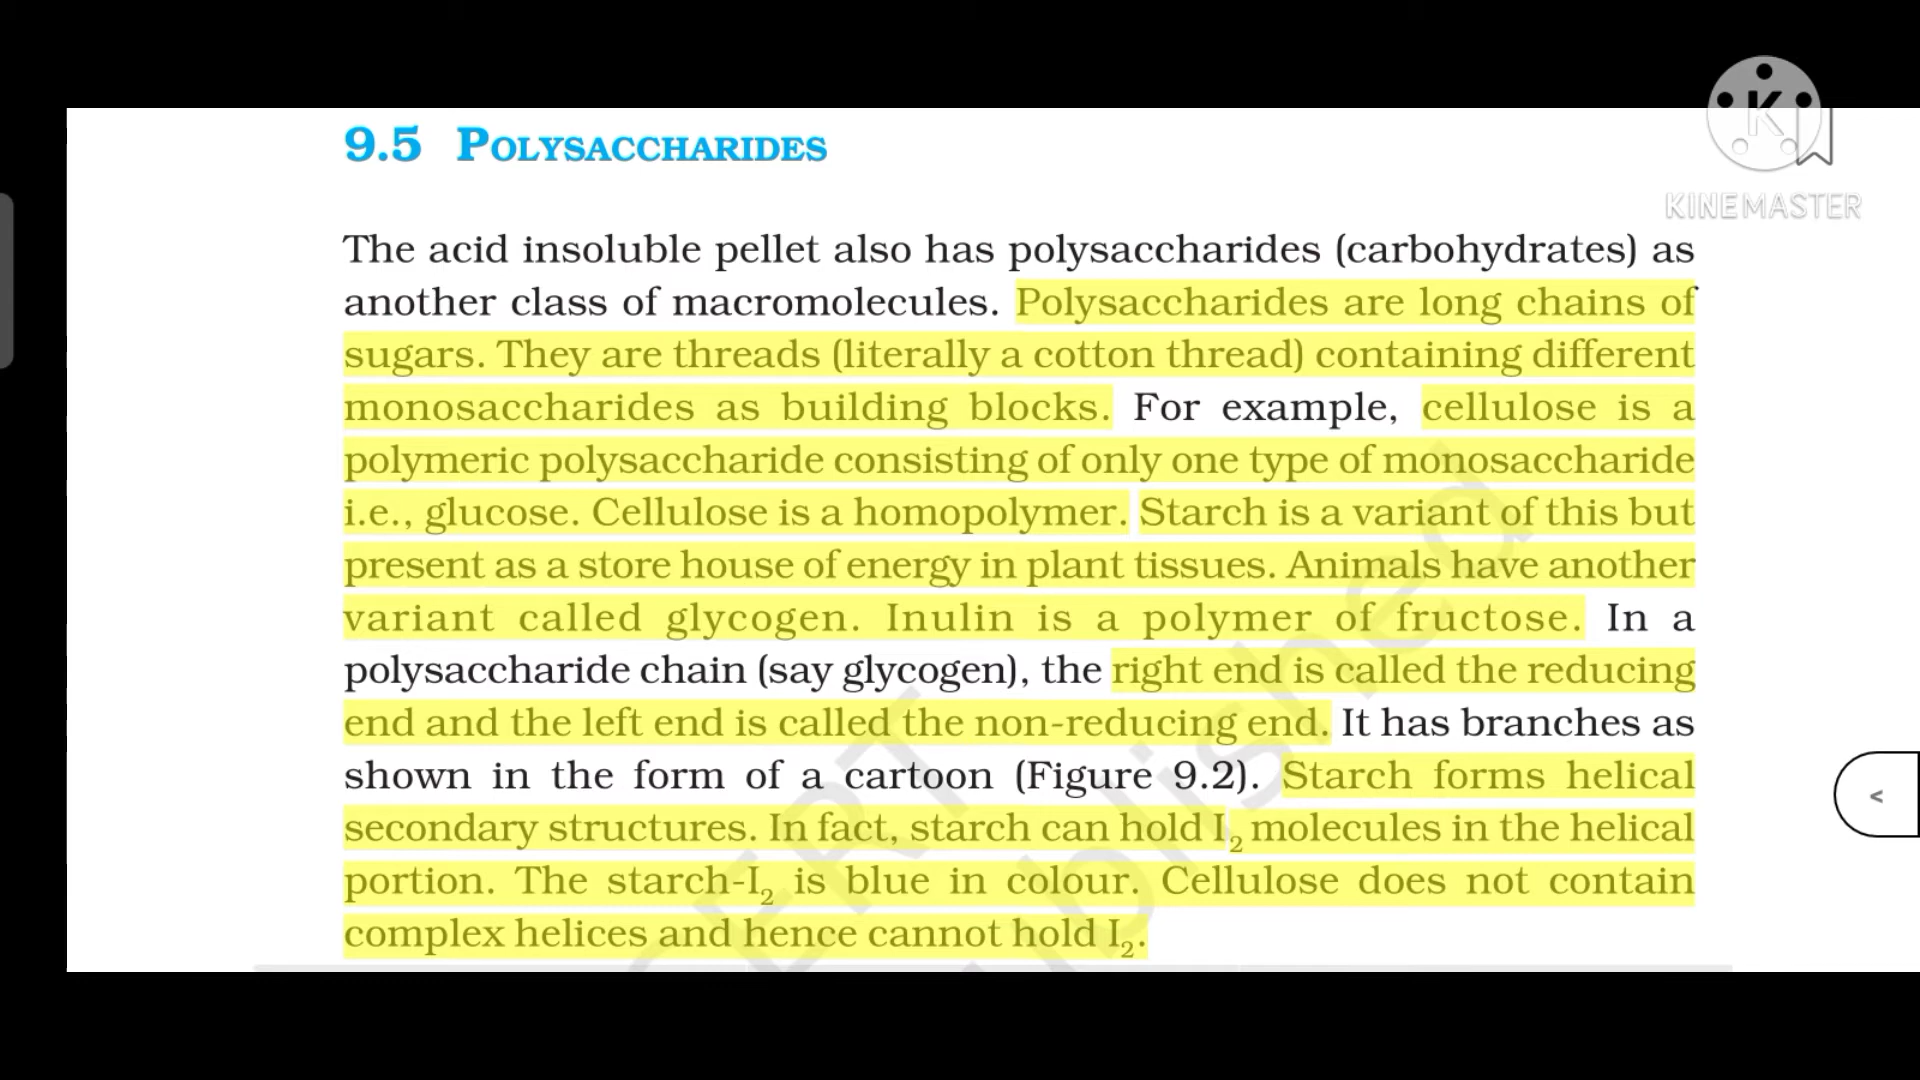 9.5 POLYSACCHARIDES
KINEMASTER
The acid insoluble pellet also has polysaccharides (carbohydrates) as
another class of macromolecules. Polysaccharides are long chains of
sugars. They are threads (literally a cotton thread) containing different
monosaccharides as building blocks. For example, cellulose is a
polymeric polysaccharide consisting of only one type of monosaccharide
i.e., glucose. Cellulose is a homopolymer. Starch is a variant of this but
present as a store house of energy in plant tissues. Animals have another
variant called glycogen. Inulin is a polymer of fructose. In a
polysaccharide chain (say glycogen), the right end is called the reducing
end and the left end is called the non-reducing end. It has branches as
shown in the form of a cartoon (Figure 9.2). Starch forms helical
secondary structures. In fact, starch can hold I₂ molecules in the helical
portion. The starch-I₂ is blue in colour. Cellulose does not contain
complex helices and hence cannot hold I₂.